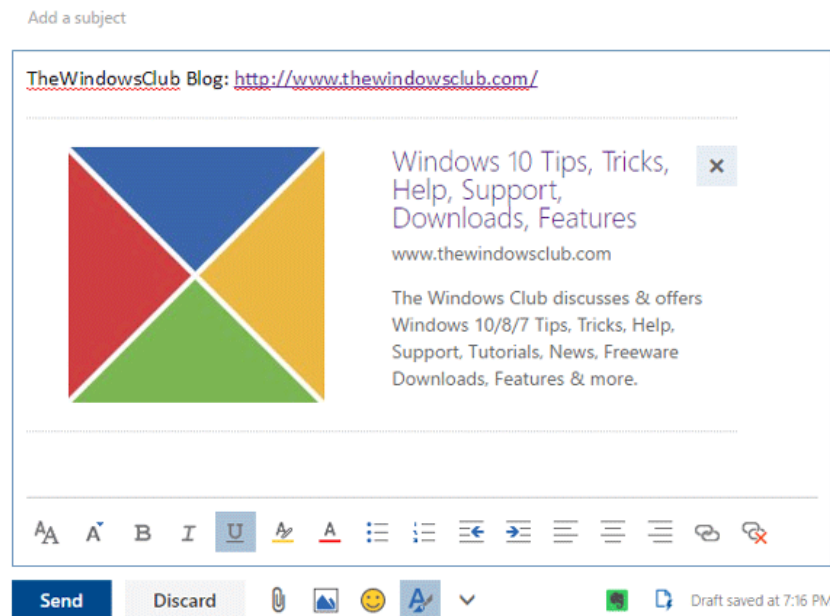 Add a subject
TheWindowsClub Blog: http://www.thewindowsclub.com/
Windows 10 Tips, Tricks,
Help, Support,
Downloads, Features
www.thewindowsclub.com
The Windows Club discusses & offers
Windows 10/8/7 Tips, Tricks, Help,
Support, Tutorials, News, Freeware
Downloads, Features & more.
AA A B I U A A
Send Discard A Draft saved at 7:16 PM